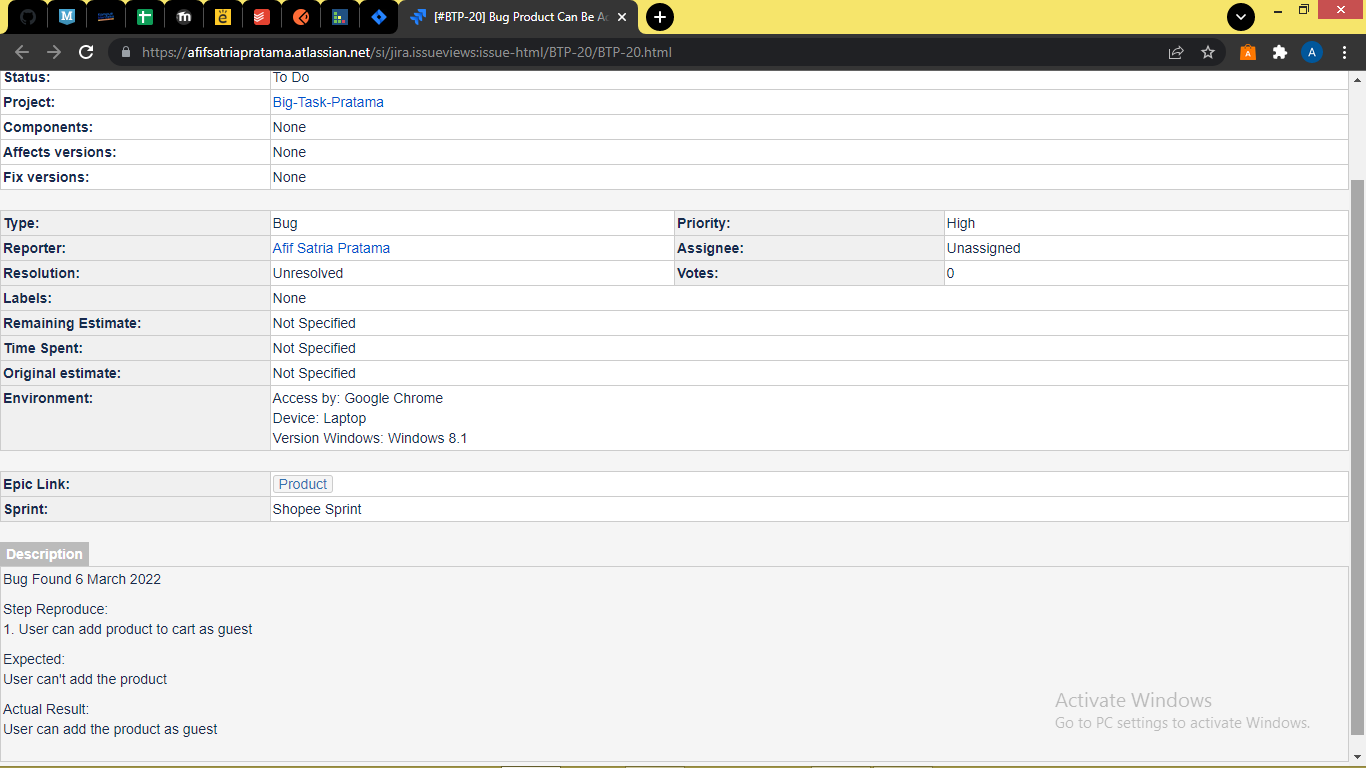 [#BTP-20] Bug Product Can Be Ac
https://afifsatriapratama.atlassian.net/si/jira.issueviews:issue-html/BTP-20/BTP-20.html
A
Status: To Do
Project: Big-Task-Pratama
Components: None
Affects versions: None
Fix versions: None
Type: Bug Priority: High
Reporter: Afif Satria Pratama Assignee: Unassigned
Resolution: Unresolved Votes: 0
Labels: None
Remaining Estimate: Not Specified
Time Spent: Not Specified
Original estimate: Not Specified
Environment: Access by: Google Chrome
Device: Laptop
Version Windows: Windows 8.1
Epic Link: Product
Sprint: Shopee Sprint
Description
Bug Found 6 March 2022
Step Reproduce:
1. User can add product to cart as guest
Expected:
User can't add the product
Actual Result:
User can add the product as guest
Activate Windows
Go to PC settings to activate Windows.